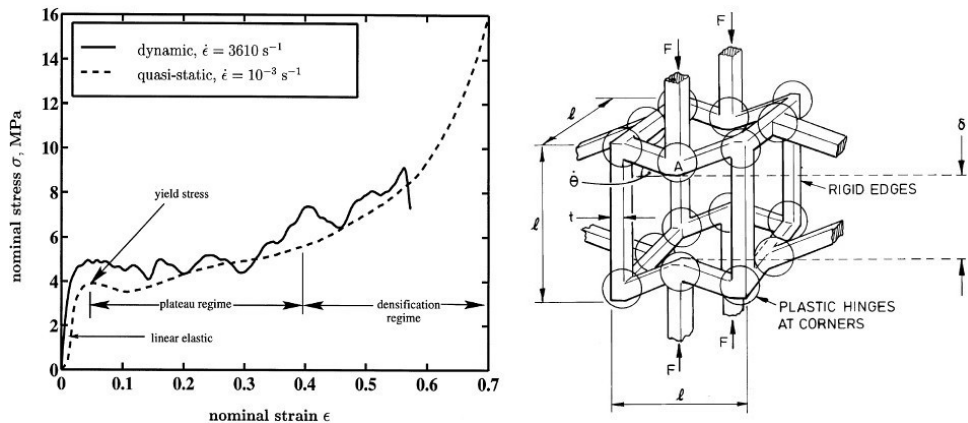 16
14
12
10
8
6
4
2
0
nominal stress σ, MPa
dynamic, ε̇ = 3610 s⁻¹
quasi-static, ε̇ = 10⁻³ s⁻¹
yield stress
plateau regime
densification
regime
linear elastic
0 0.1 0.2 0.3 0.4 0.5 0.6 0.7
nominal strain ϵ
F
F
ℓ
A
θ̇
δ
RIGID EDGES
t
ℓ
PLASTIC HINGES
AT CORNERS
F
F
ℓ